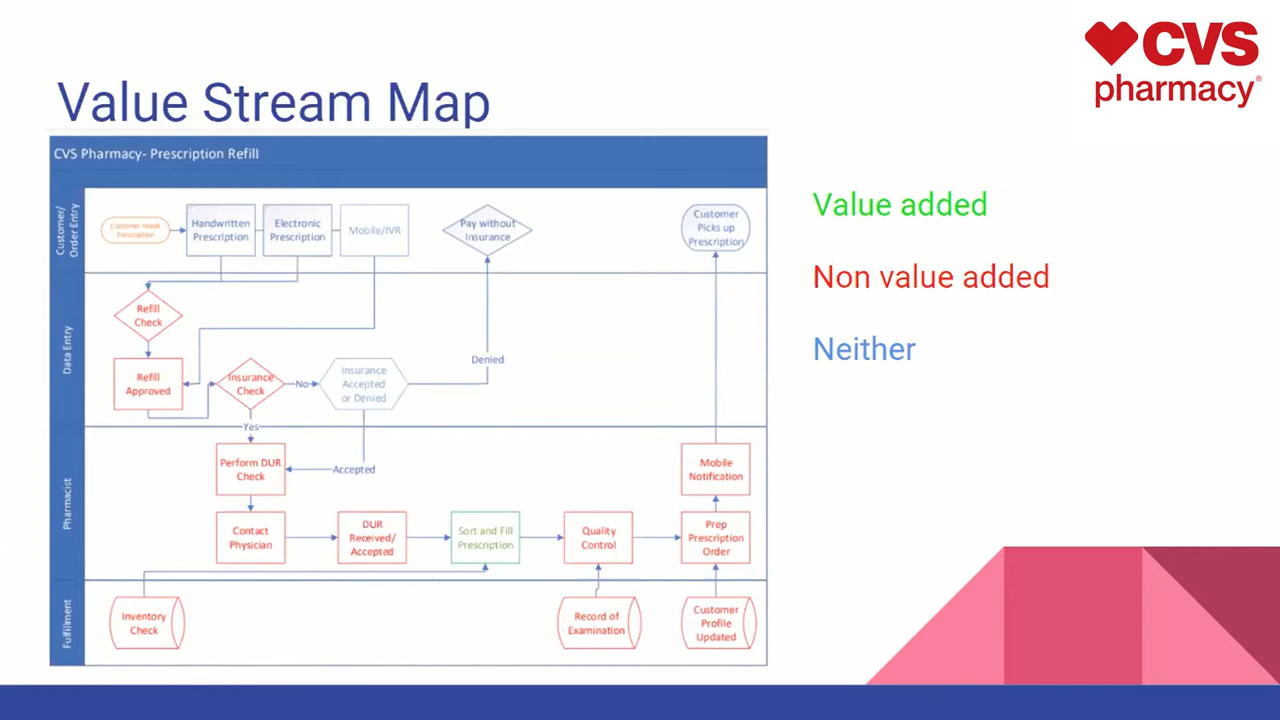 CVS
pharmacy®
Value Stream Map
CVS Pharmacy- Prescription Refill
Customer/
Order Entry
Customer needs
Prescription
Handwritten
Prescription
Electronic
Prescription
Mobile/IVR
Pay without
Insurance
Customer
Picks up
Prescription
Value added
Non value added
Neither
Data Entry
Refill
Check
Refill
Approved
Insurance
Check
No
Insurance
Accepted
or Denied
Denied
Yes
Pharmacist
Perform DUR
Check
Accepted
Mobile
Notification
Contact
Physician
DUR
Received/
Accepted
Sort and Fill
Prescription
Quality
Control
Prep
Prescription
Order
Fulfillment
Inventory
Check
Record of
Examination
Customer
Profile
Updated